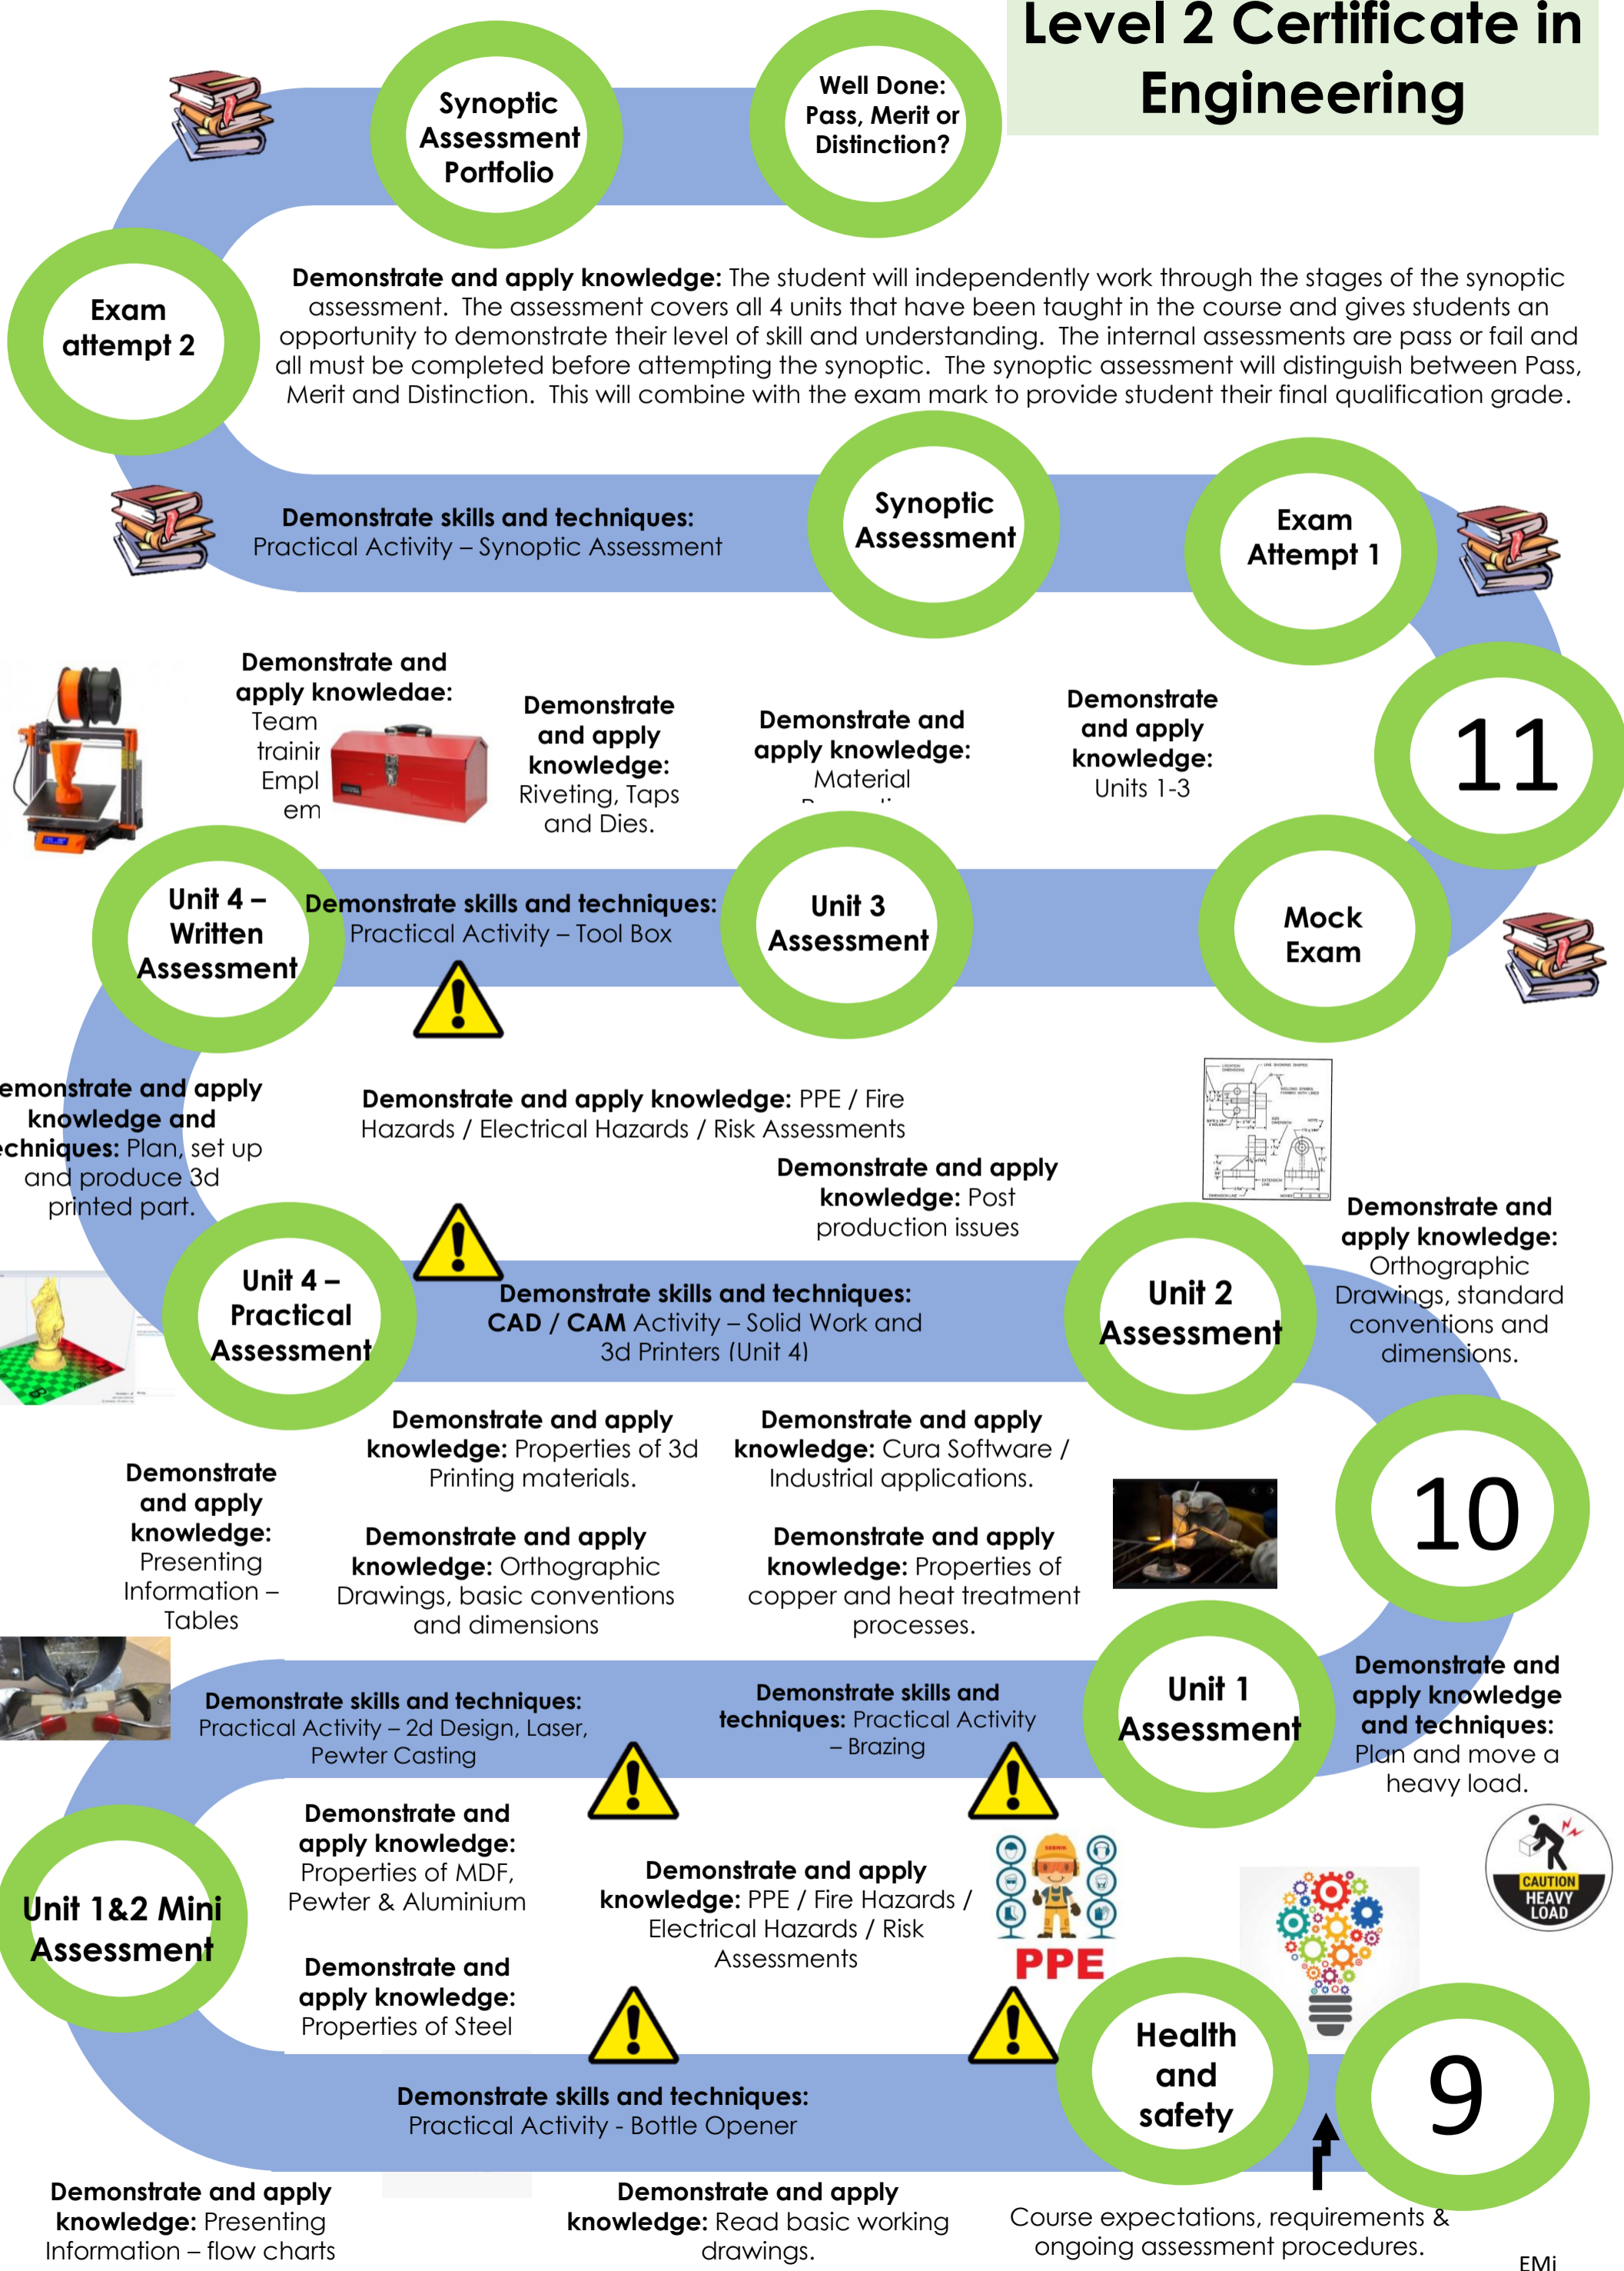 Level 2 Certificate in
Engineering
Synoptic
Assessment
Portfolio
Well Done:
Pass, Merit or
Distinction?
Exam
attempt 2
Demonstrate and apply knowledge: The student will independently work through the stages of the synoptic
assessment. The assessment covers all 4 units that have been taught in the course and gives students an
opportunity to demonstrate their level of skill and understanding. The internal assessments are pass or fail and
all must be completed before attempting the synoptic. The synoptic assessment will distinguish between Pass,
Merit and Distinction. This will combine with the exam mark to provide student their final qualification grade.
Demonstrate skills and techniques:
Practical Activity – Synoptic Assessment
Synoptic
Assessment
Exam
Attempt 1
11
Demonstrate and
apply knowledge:
Team
trainin
Empl
em
Demonstrate
and apply
knowledge:
Riveting, Taps
and Dies.
Demonstrate and
apply knowledge:
Material
Demonstrate
and apply
knowledge:
Units 1-3
Unit 4 –
Written
Assessment
Demonstrate skills and techniques:
Practical Activity – Tool Box
Unit 3
Assessment
Mock
Exam
emonstrate and apply
knowledge and
echniques: Plan, set up
and produce 3d
printed part.
Demonstrate and apply knowledge: PPE / Fire
Hazards / Electrical Hazards / Risk Assessments
Demonstrate and apply
knowledge: Post
production issues
Demonstrate and
apply knowledge:
Orthographic
Drawings, standard
conventions and
dimensions.
Unit 4 –
Practical
Assessment
Demonstrate skills and techniques:
CAD / CAM Activity – Solid Work and
3d Printers (Unit 4)
Unit 2
Assessment
Demonstrate and apply
knowledge: Properties of 3d
Printing materials.
Demonstrate and apply
knowledge: Cura Software /
Industrial applications.
10
Demonstrate
and apply
knowledge:
Presenting
Information –
Tables
Demonstrate and apply
knowledge: Orthographic
Drawings, basic conventions
and dimensions
Demonstrate and apply
knowledge: Properties of
copper and heat treatment
processes.
Demonstrate skills and techniques:
Practical Activity – 2d Design, Laser,
Pewter Casting
Demonstrate skills and
techniques: Practical Activity
– Brazing
Unit 1
Assessment
Demonstrate and
apply knowledge
and techniques:
Plan and move a
heavy load.
CAUTION
HEAVY
LOAD
Unit 1&2 Mini
Assessment
Demonstrate and
apply knowledge:
Properties of MDF,
Pewter & Aluminium
Demonstrate and apply
knowledge: PPE / Fire Hazards /
Electrical Hazards / Risk
Assessments
PPE
Demonstrate and
apply knowledge:
Properties of Steel
Health
and
safety
9
Demonstrate skills and techniques:
Practical Activity - Bottle Opener
Demonstrate and apply
knowledge: Presenting
Information – flow charts
Demonstrate and apply
knowledge: Read basic working
drawings.
Course expectations, requirements &
ongoing assessment procedures.
EMi